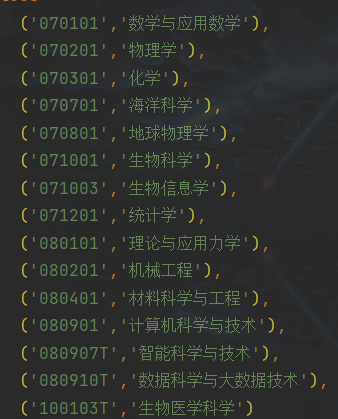 ('070101','数学与应用数学'),
('070201','物理学'),
('070301','化学'),
('070701','海洋科学'),
('070801','地球物理学'),
('071001','生物科学'),
('071003','生物信息学'),
('071201','统计学'),
('080101','理论与应用力学'),
('080201','机械工程'),
('080401','材料科学与工程'),
('080901','计算机科学与技术'),
('080907T','智能科学与技术'),
('080910T','数据科学与大数据技术'),
('100103T','生物医学科学')